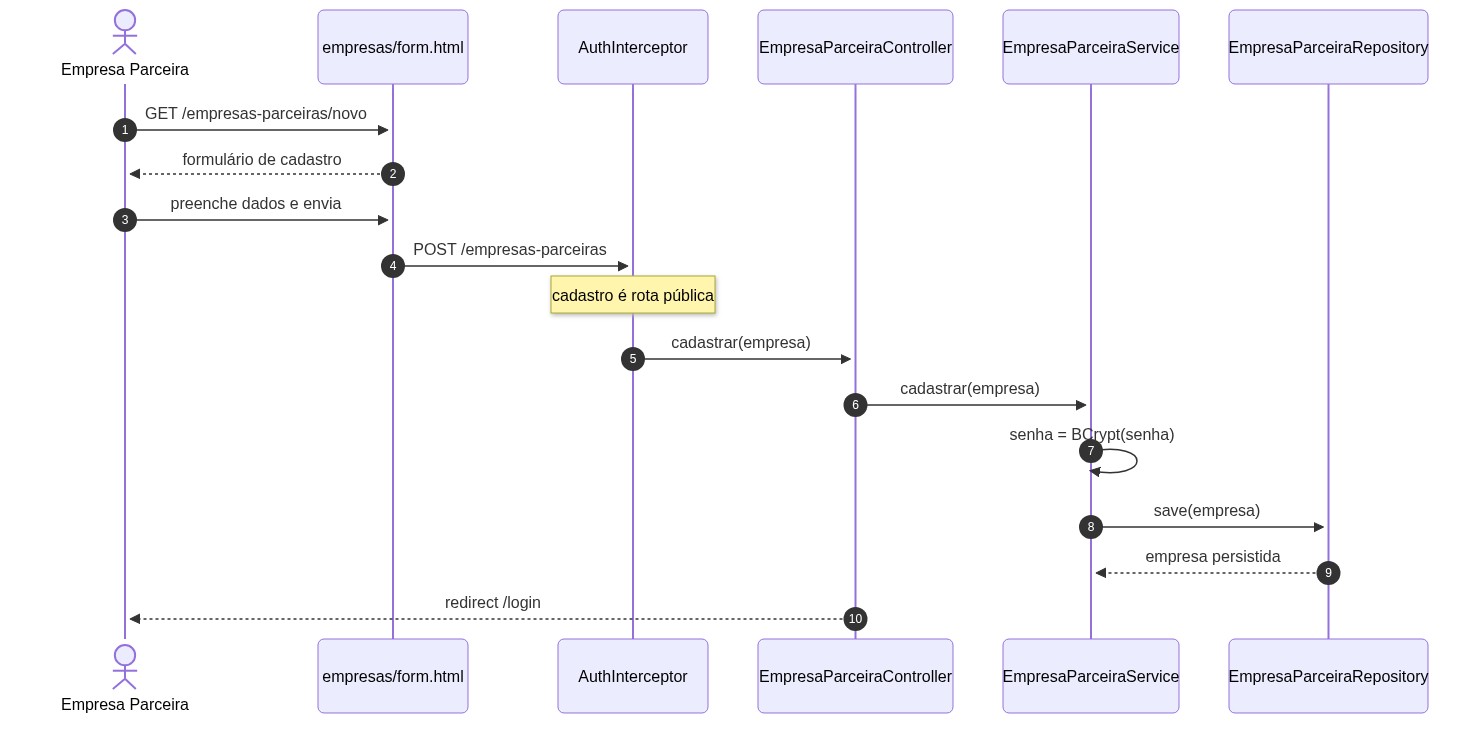 Empresa Parceira
empresas/form.html
AuthInterceptor
EmpresaParceiraController
EmpresaParceiraService
EmpresaParceiraRepository
GET /empresas-parceiras/novo
1
formulário de cadastro
2
preenche dados e envia
3
POST /empresas-parceiras
4
cadastro é rota pública
cadastrar(empresa)
5
cadastrar(empresa)
6
senha = BCrypt(senha)
7
save(empresa)
8
empresa persistida
9
redirect /login
10
Empresa Parceira
empresas/form.html
AuthInterceptor
EmpresaParceiraController
EmpresaParceiraService
EmpresaParceiraRepository